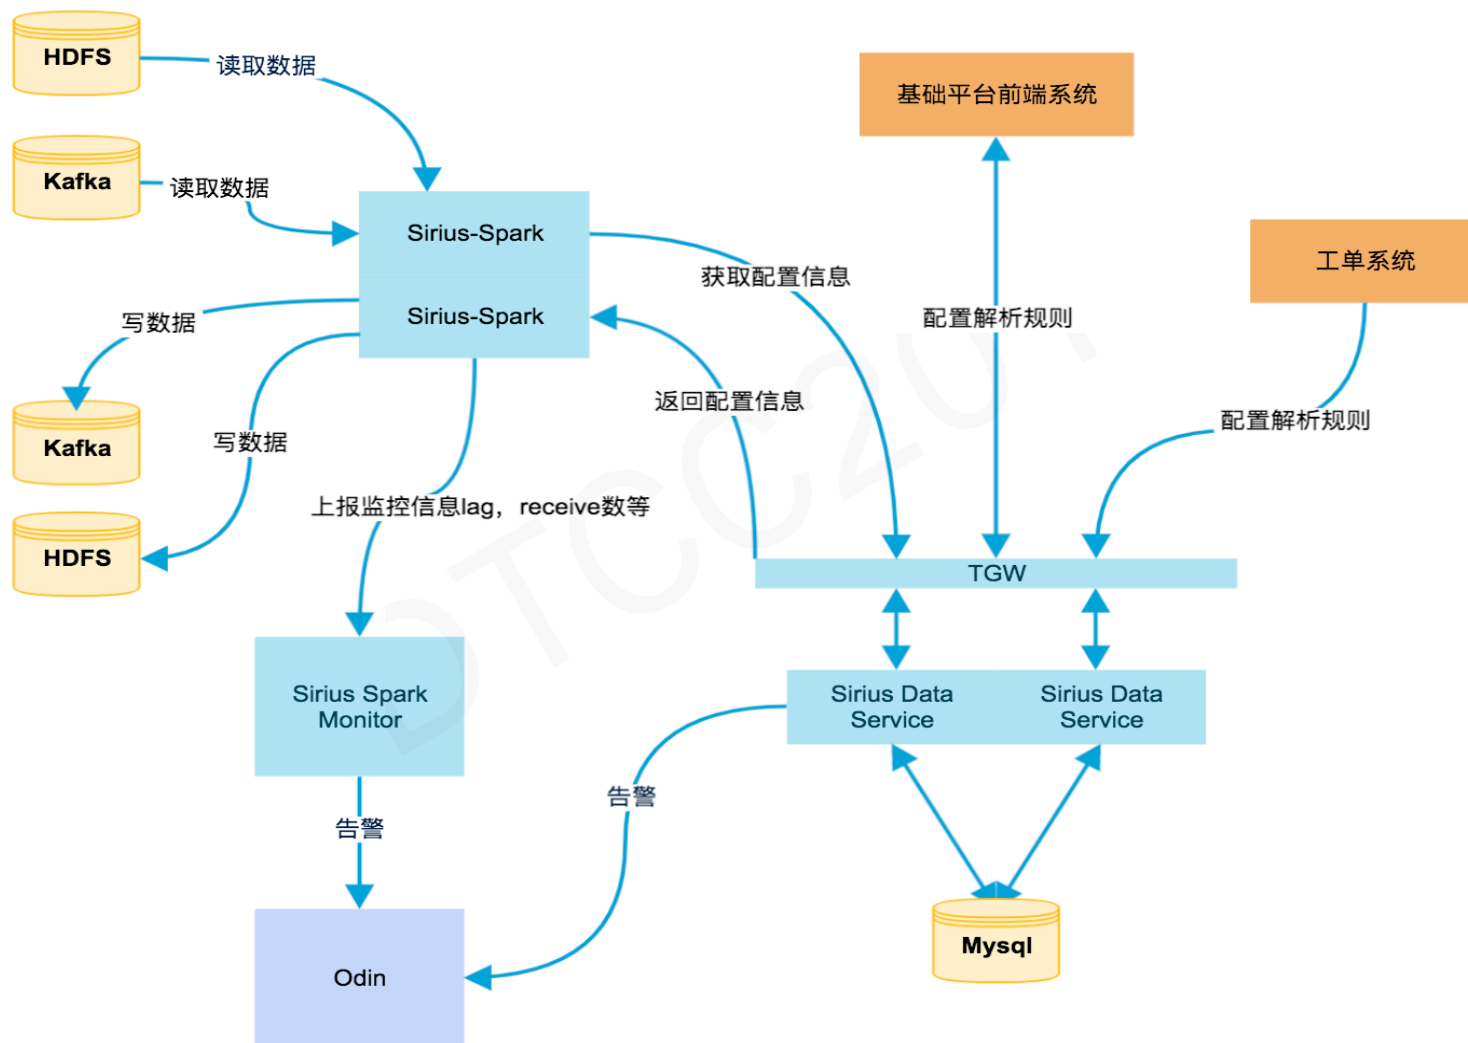 HDFS
读取数据
基础平台前端系统
Kafka
读取数据
Sirius-Spark
工单系统
获取配置信息
Sirius-Spark
写数据
配置解析规则
返回配置信息
配置解析规则
Kafka
写数据
上报监控信息lag，receive数等
HDFS
TGW
Sirius Spark
Monitor
Sirius Data
Service
Sirius Data
Service
告警
告警
Mysql
Odin